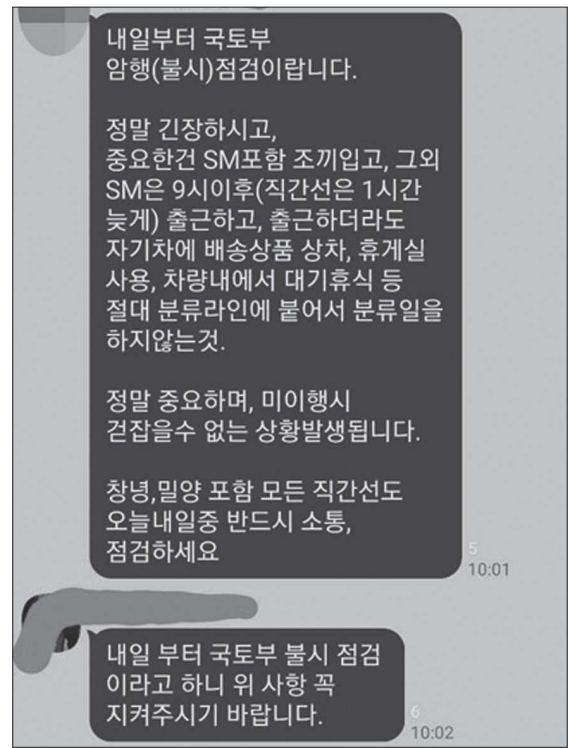 내일부터 국토부
암행(불시)점검이랍니다.
정말 긴장하시고,
중요한건 SM포함 조끼입고, 그외
SM은 9시이후(직간선은 1시간
늦게) 출근하고, 출근하더라도
자기차에 배송상품 상차, 휴게실
사용, 차량내에서 대기휴식 등
절대 분류라인에 붙어서 분류일을
하지않는것.
정말 중요하며, 미이행시
걷잡을수 없는 상황발생됩니다.
창녕,밀양 포함 모든 직간선도
오늘내일중 반드시 소통,
점검하세요
5
10:01
내일 부터 국토부 불시 점검
이라고 하니 위 사항 꼭
지켜주시기 바랍니다.
6
10:02